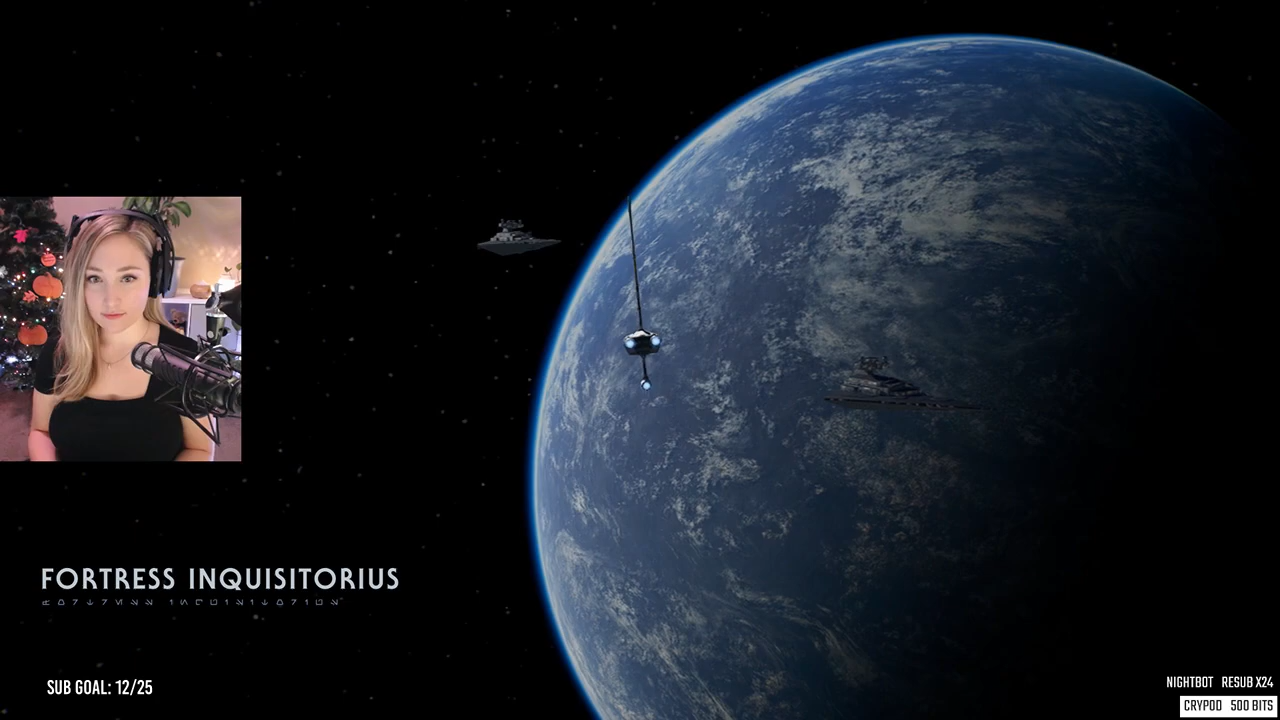 FORTRESS INQUISITORIUS
SUB GOAL: 12/25
NIGHTBOT RESUB X24
CRYPOD 500 BITS